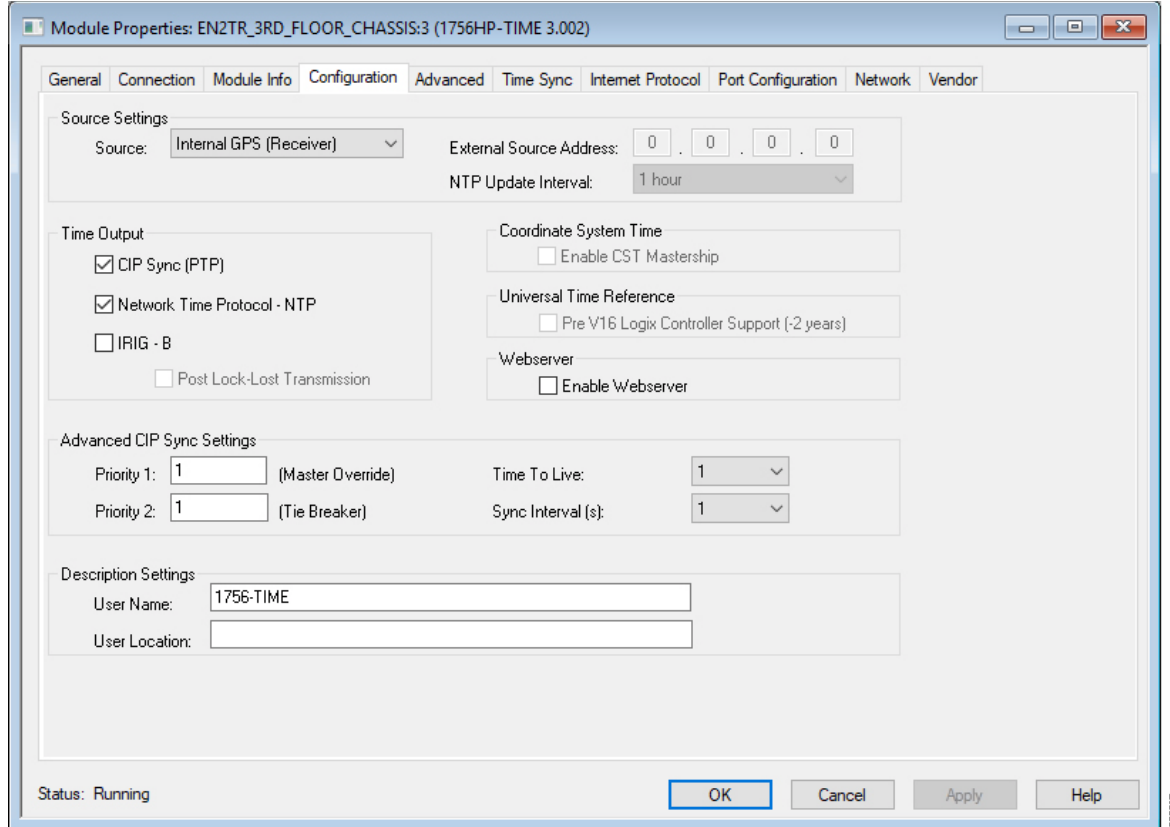 Module Properties: EN2TR_3RD_FLOOR_CHASSIS:3 (1756HP-TIME 3.002)
General Connection Module Info Configuration Advanced Time Sync Internet Protocol Port Configuration Network Vendor
Source Settings
Source: Internal GPS (Receiver)
External Source Address: 0 . 0 . 0 . 0
NTP Update Interval: 1 hour
Time Output
CIP Sync (PTP)
Network Time Protocol - NTP
IRIG - B
Post Lock-Lost Transmission
Coordinate System Time
Enable CST Mastership
Universal Time Reference
Pre V16 Logix Controller Support (-2 years)
Webserver
Enable Webserver
Advanced CIP Sync Settings
Priority 1: 1 (Master Override)
Time To Live: 1
Priority 2: 1 (Tie Breaker)
Sync Interval (s): 1
Description Settings
User Name: 1756-TIME
User Location:
Status: Running
OK Cancel Apply Help